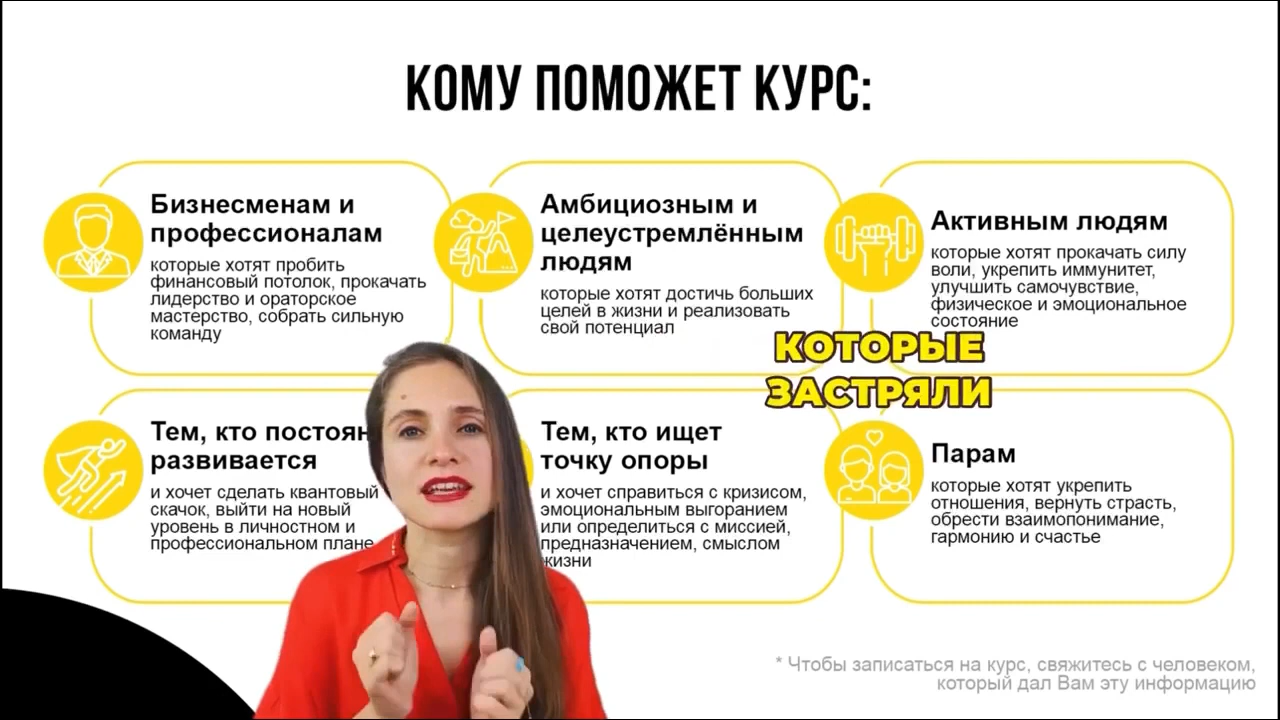 КОМУ ПОМОЖЕТ КУРС:
Бизнесменам и
профессионалам
которые хотят пробить
финансовый потолок, прокачать
лидерство и ораторское
мастерство, собрать сильную
команду
Амбициозным и
целеустремлённым
людям
которые хотят достичь больших
целей в жизни и реализовать
свой потенциал
Активным людям
которые хотят прокачать силу
воли, укрепить иммунитет,
улучшить самочувствие,
физическое и эмоциональное
состояние
КОТОРЫЕ
ЗАСТРЯЛИ
Тем, кто
развивается
и хочет сделать квантовый
скачок, выйти на новый
уровень в личностном и
профессиональном плане
Тем, кто ищет
точку опоры
и хочет справиться с кризисом,
эмоциональным выгоранием
или определиться с миссией,
предназначением, смыслом
жизни
Парам
которые хотят укрепить
отношения, вернуть страсть,
обрести взаимопонимание,
гармонию и счастье
* Чтобы записаться на курс, свяжитесь с человеком,
который дал Вам эту информацию